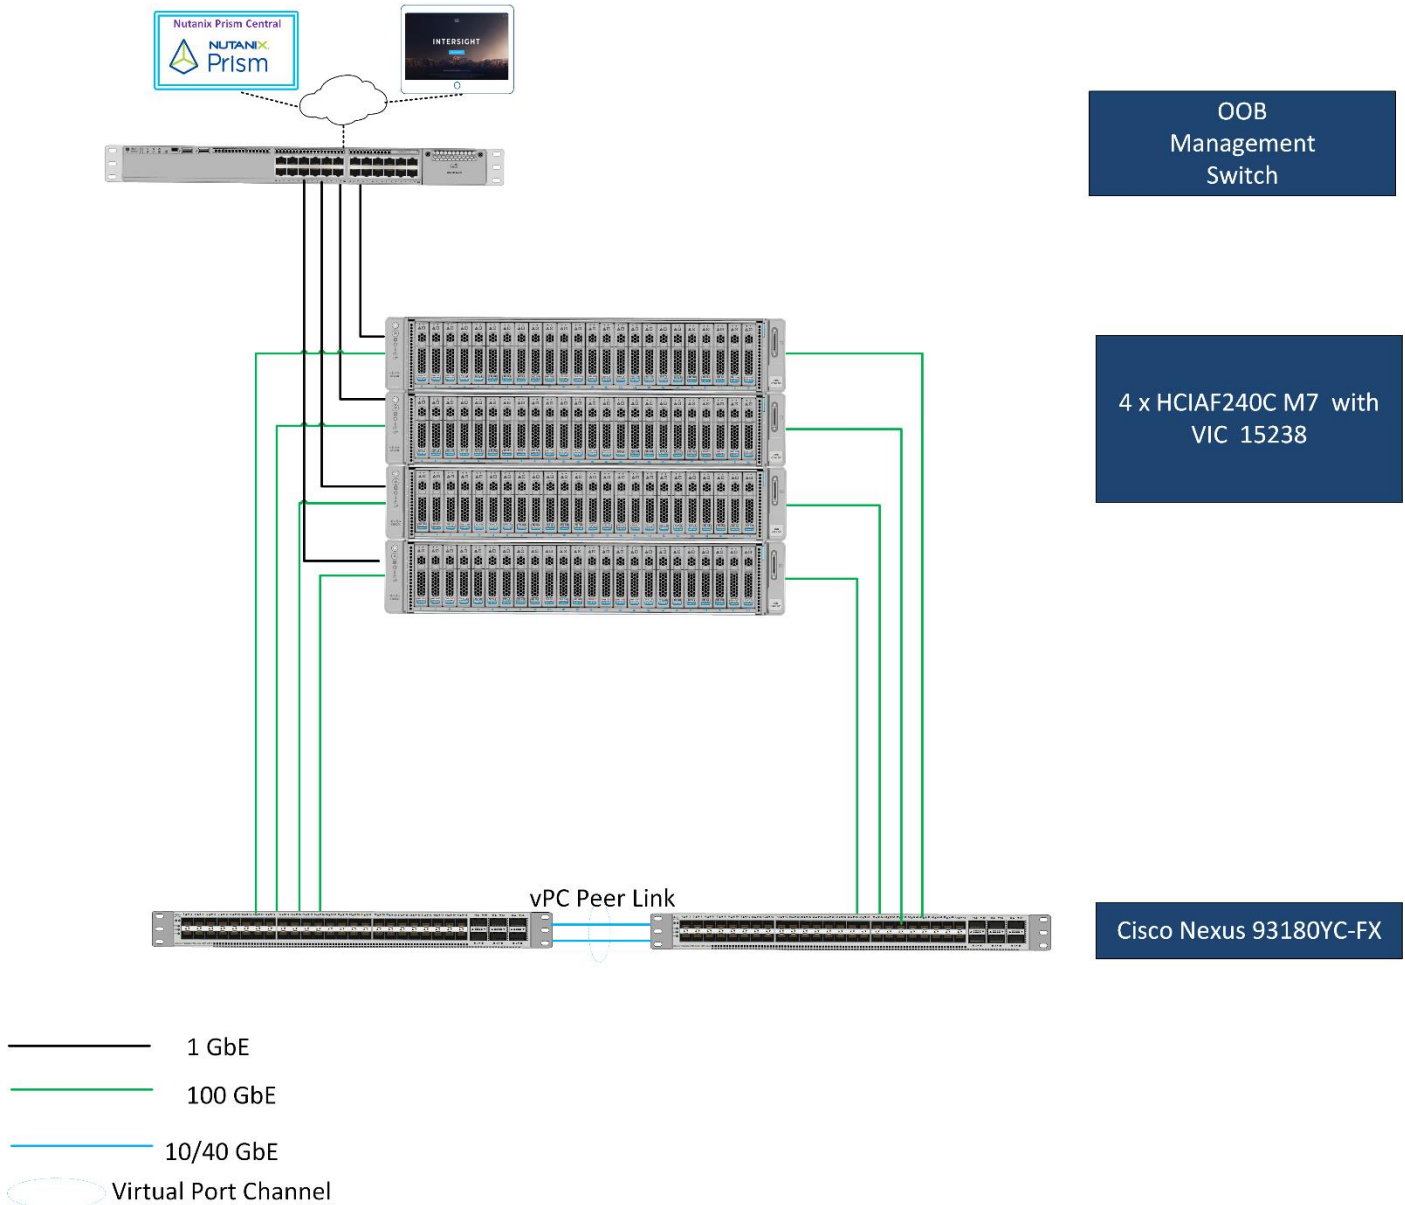 Nutanix Prism Central
NUTANIX
Prism
INTERSIGHT
OOB
Management
Switch
4 x HCIAF240C M7 with
VIC 15238
vPC Peer Link
Cisco Nexus 93180YC-FX
1 GbE
100 GbE
10/40 GbE
Virtual Port Channel